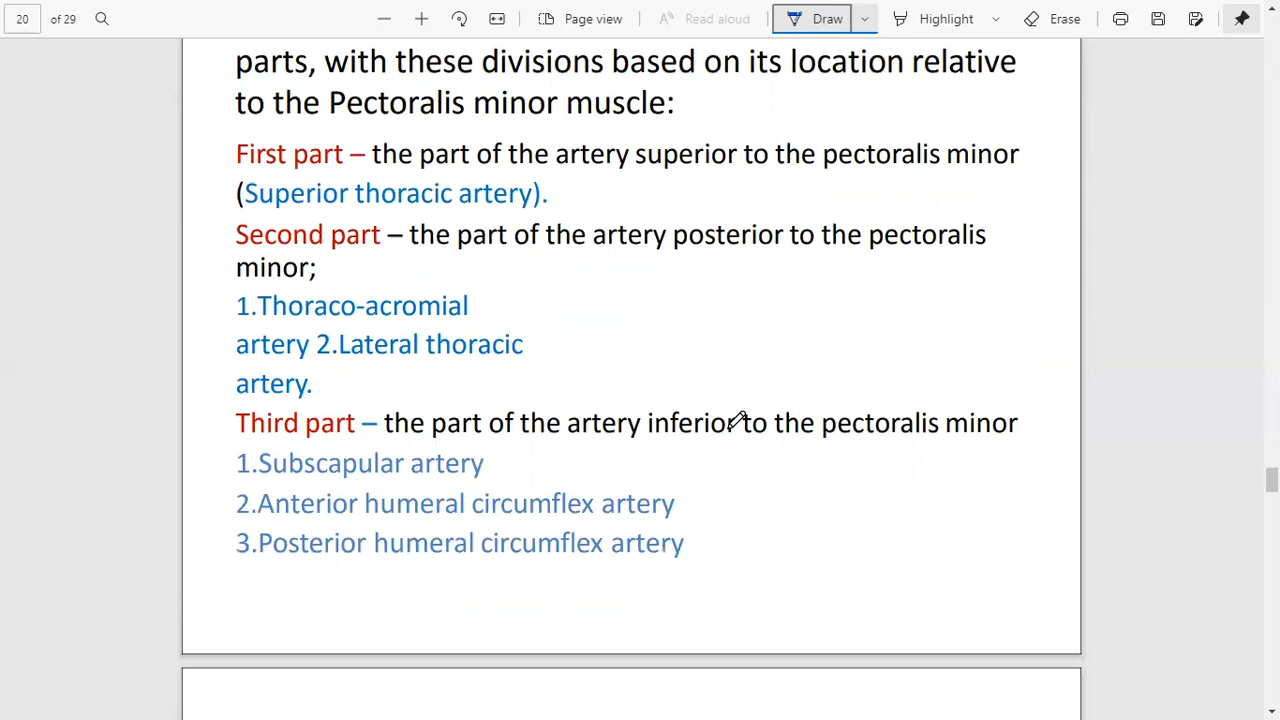 20 of 29 Page view Read aloud Draw Highlight Erase
parts, with these divisions based on its location relative
to the Pectoralis minor muscle:
First part – the part of the artery superior to the pectoralis minor
(Superior thoracic artery).
Second part – the part of the artery posterior to the pectoralis
minor;
1.Thoraco-acromial
artery 2.Lateral thoracic
artery.
Third part – the part of the artery inferior to the pectoralis minor
1.Subscapular artery
2.Anterior humeral circumflex artery
3.Posterior humeral circumflex artery